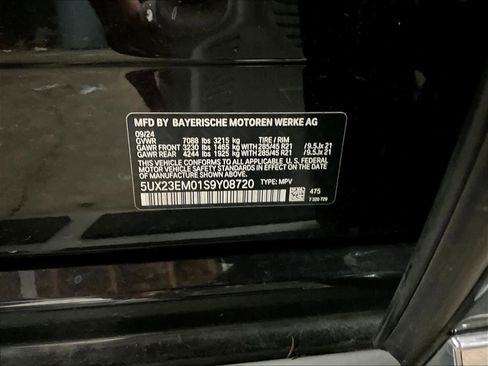 MFD BY BAYERISCHE MOTOREN WERKE AG
09/24
GVWR 7088 lbs 3215 kg TIRE / RIM
GAWR FRONT 3230 lbs 1465 kg WITH 285/45 R21 / 9.5Jx 21
GAWR REAR 4244 lbs 1925 kg WITH 285/45 R21 / 9.5Jx 21
THIS VEHICLE CONFORMS TO ALL APPLICABLE U.S. FEDERAL
MOTOR VEHICLE SAFETY STANDARDS IN EFFECT ON THE DATE OF
MANUFACTURE SHOWN ABOVE.
5UX23EM01S9Y08720 TYPE: MPV
475
7 320 729